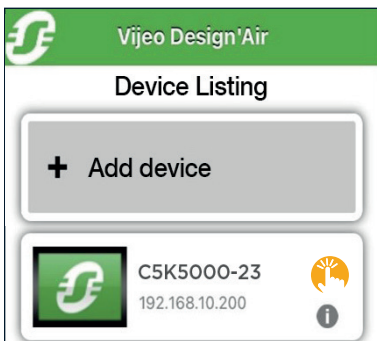 Vijeo Design'Air
Device Listing
+ Add device
C5K5000-23
192.168.10.200
i